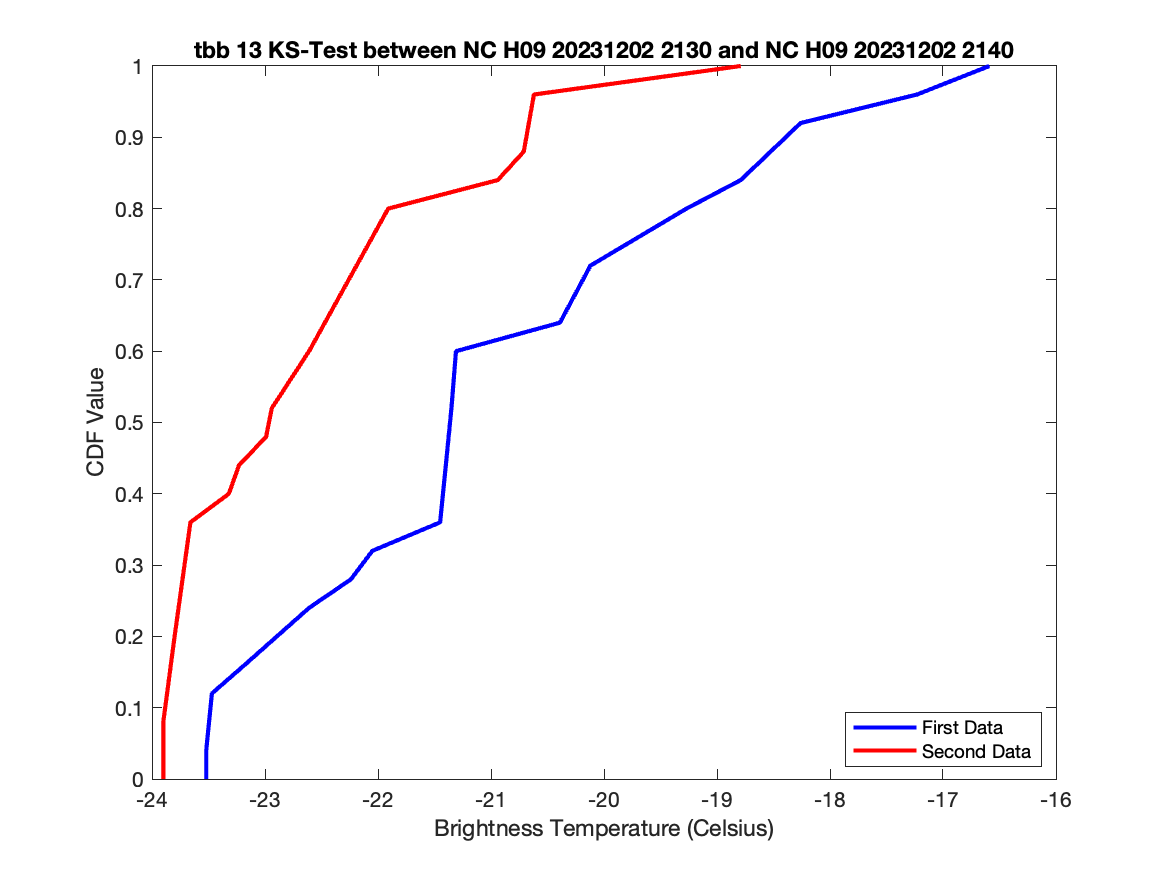 tbb 13 KS-Test between NC H09 20231202 2130 and NC H09 20231202 2140
1
0.9
0.8
0.7
0.6
0.5
0.4
0.3
0.2
0.1
0
CDF Value
-24 -23 -22 -21 -20 -19 -18 -17 -16
Brightness Temperature (Celsius)
First Data
Second Data